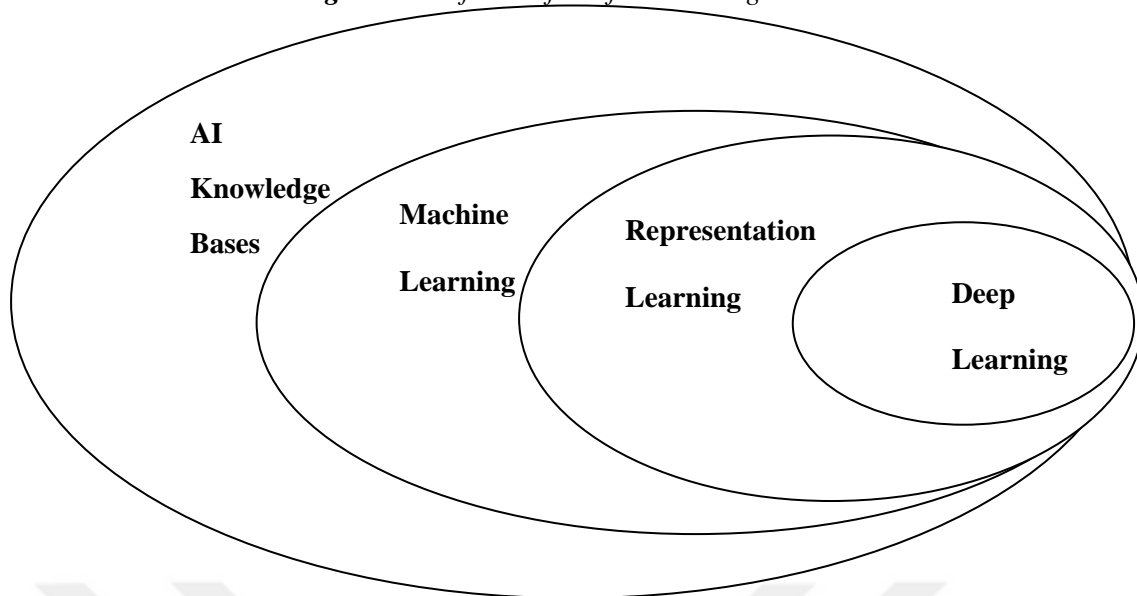 AI
Knowledge
Bases
Machine
Learning
Representation
Learning
Deep
Learning